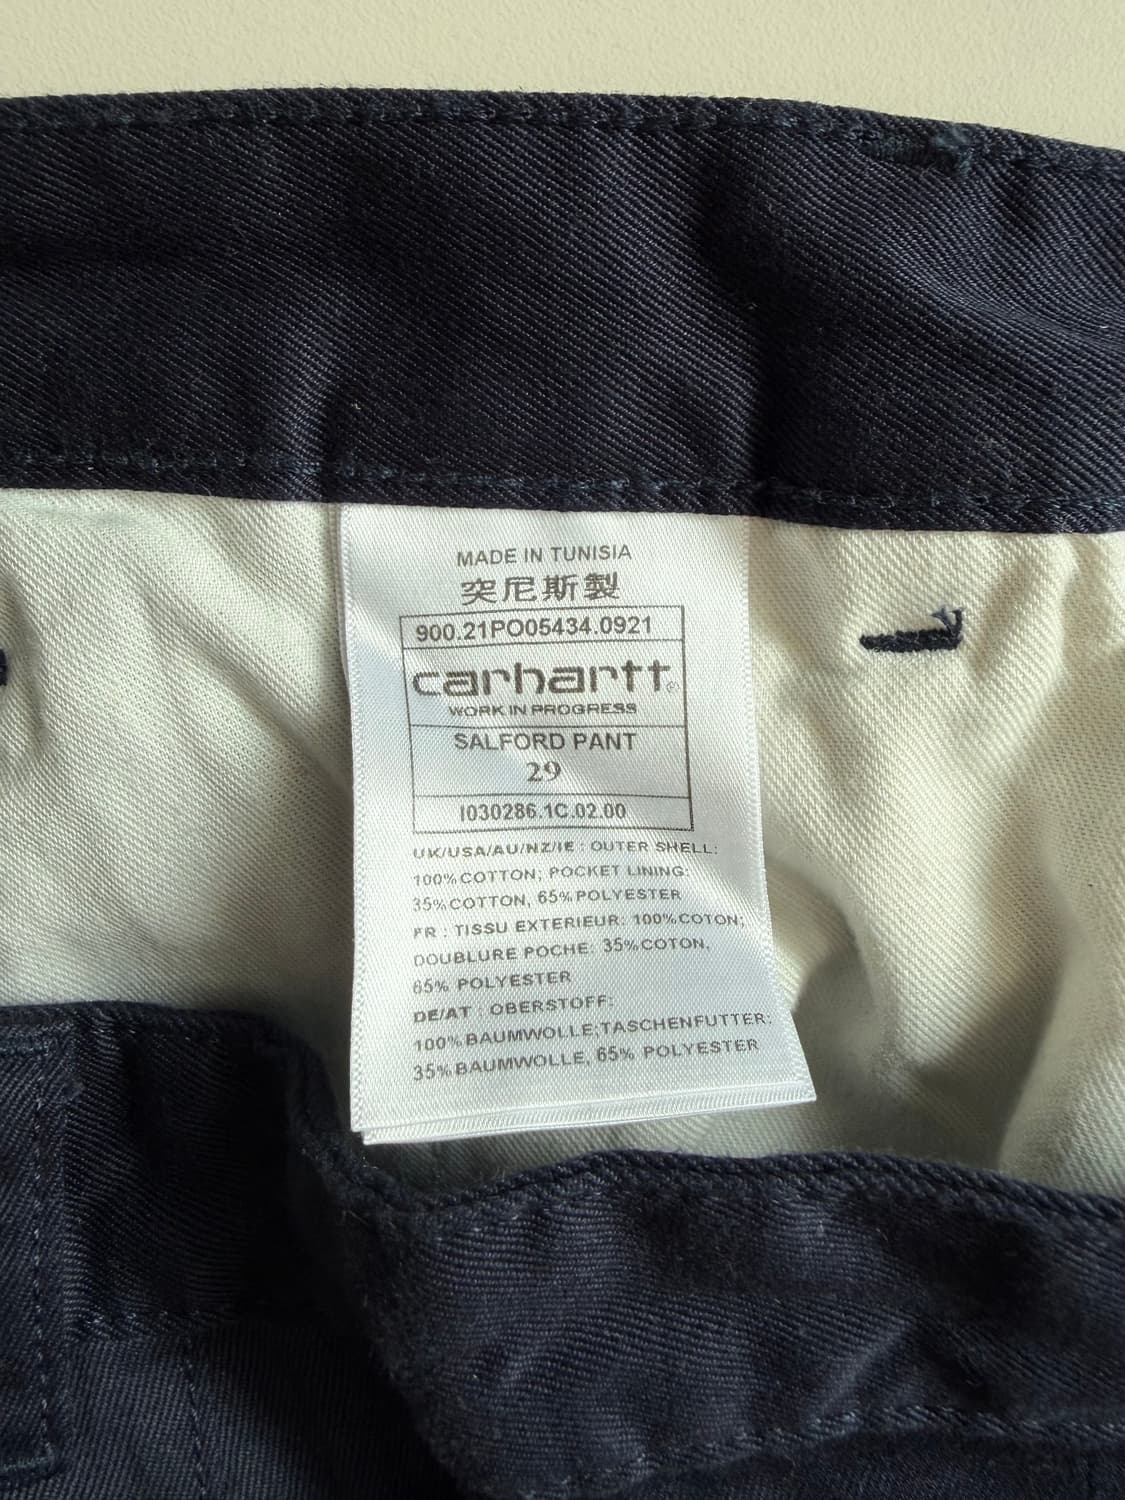 MADE IN TUNISIA
突尼斯製
900.21PO05434.0921
carhartt®
WORK IN PROGRESS
SALFORD PANT
29
I030286.1C.02.00
UK/USA/AU/NZ/IE : OUTER SHELL:
100% COTTON; POCKET LINING:
35% COTTON, 65% POLYESTER
FR : TISSU EXTERIEUR: 100% COTON;
DOUBLURE POCHE: 35% COTON,
65% POLYESTER
DE/AT : OBERSTOFF:
100% BAUMWOLLE;TASCHENFUTTER:
35% BAUMWOLLE, 65% POLYESTER